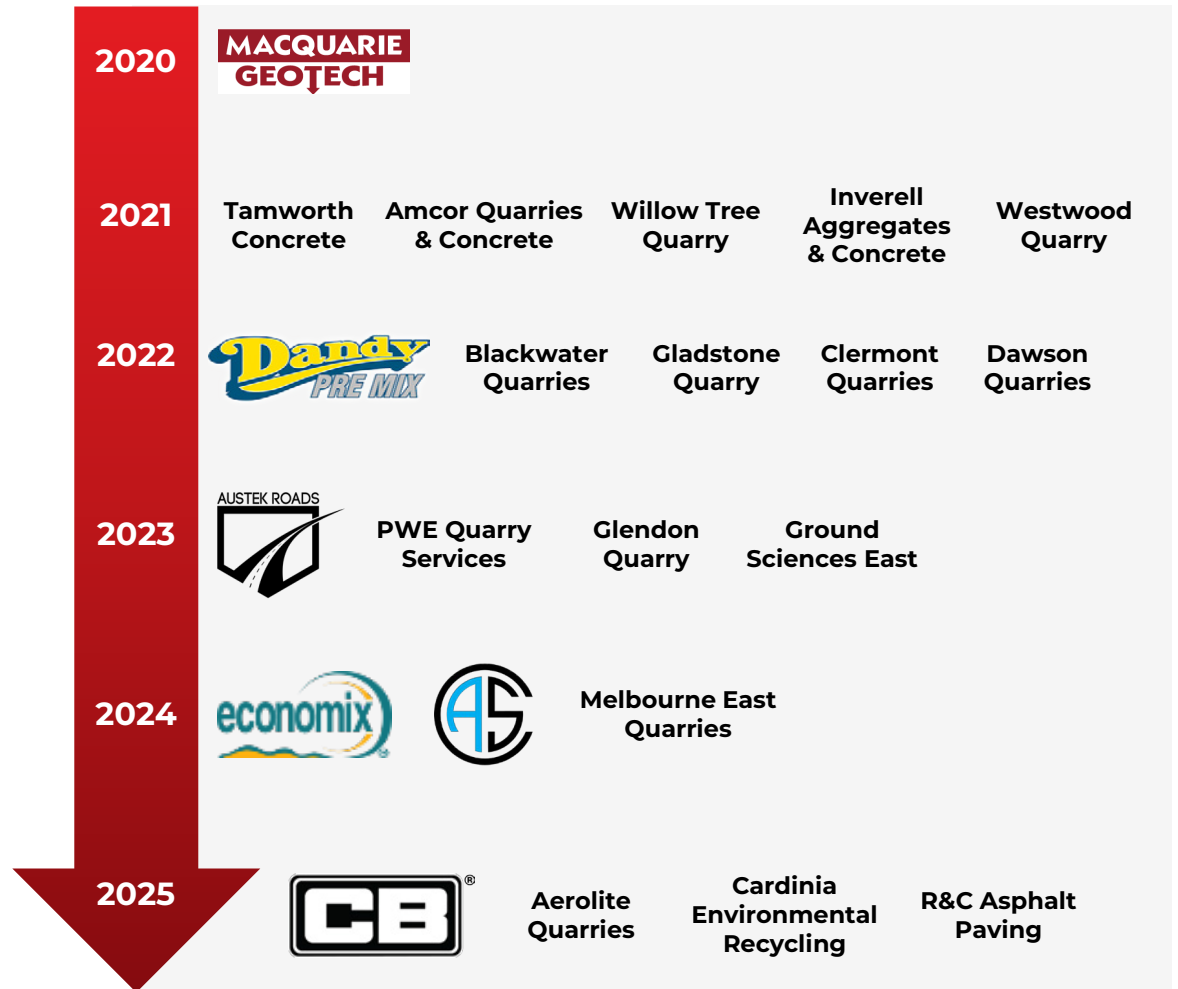 2020
MACQUARIE
GEOTECH
2021
Tamworth
Concrete
Amcor Quarries
& Concrete
Willow Tree
Quarry
Inverell
Aggregates
& Concrete
Westwood
Quarry
2022
Dandy
PRE MIX
Blackwater
Quarries
Gladstone
Quarry
Clermont
Quarries
Dawson
Quarries
2023
AUSTEK ROADS
PWE Quarry
Services
Glendon
Quarry
Ground
Sciences East
2024
economix
ASC
Melbourne East
Quarries
2025
CB®
Aerolite
Quarries
Cardinia
Environmental
Recycling
R&C Asphalt
Paving